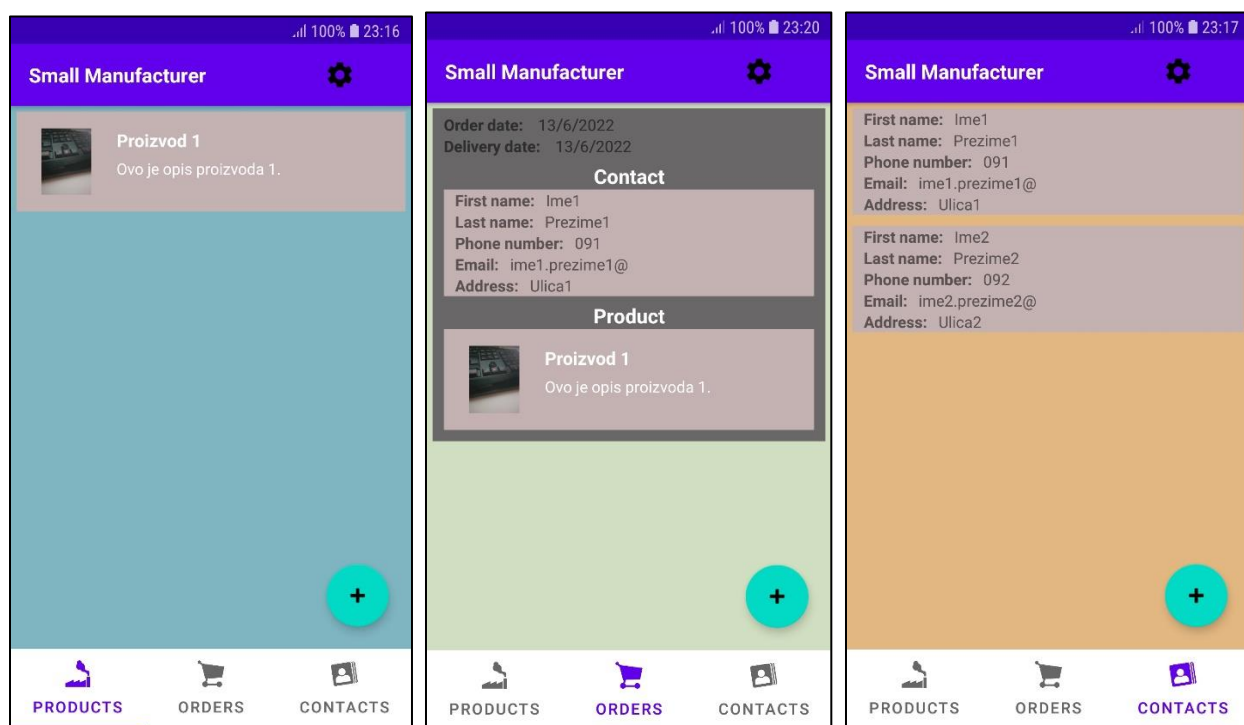 100% 23:16
Small Manufacturer
Proizvod 1
Ovo je opis proizvoda 1.
+
PRODUCTS ORDERS CONTACTS
100% 23:20
Small Manufacturer
Order date: 13/6/2022
Delivery date: 13/6/2022
Contact
First name: Ime1
Last name: Prezime1
Phone number: 091
Email: ime1.prezime1@
Address: Ulica1
Product
Proizvod 1
Ovo je opis proizvoda 1.
+
PRODUCTS ORDERS CONTACTS
100% 23:17
Small Manufacturer
First name: Ime1
Last name: Prezime1
Phone number: 091
Email: ime1.prezime1@
Address: Ulica1
First name: Ime2
Last name: Prezime2
Phone number: 092
Email: ime2.prezime2@
Address: Ulica2
+
PRODUCTS ORDERS CONTACTS